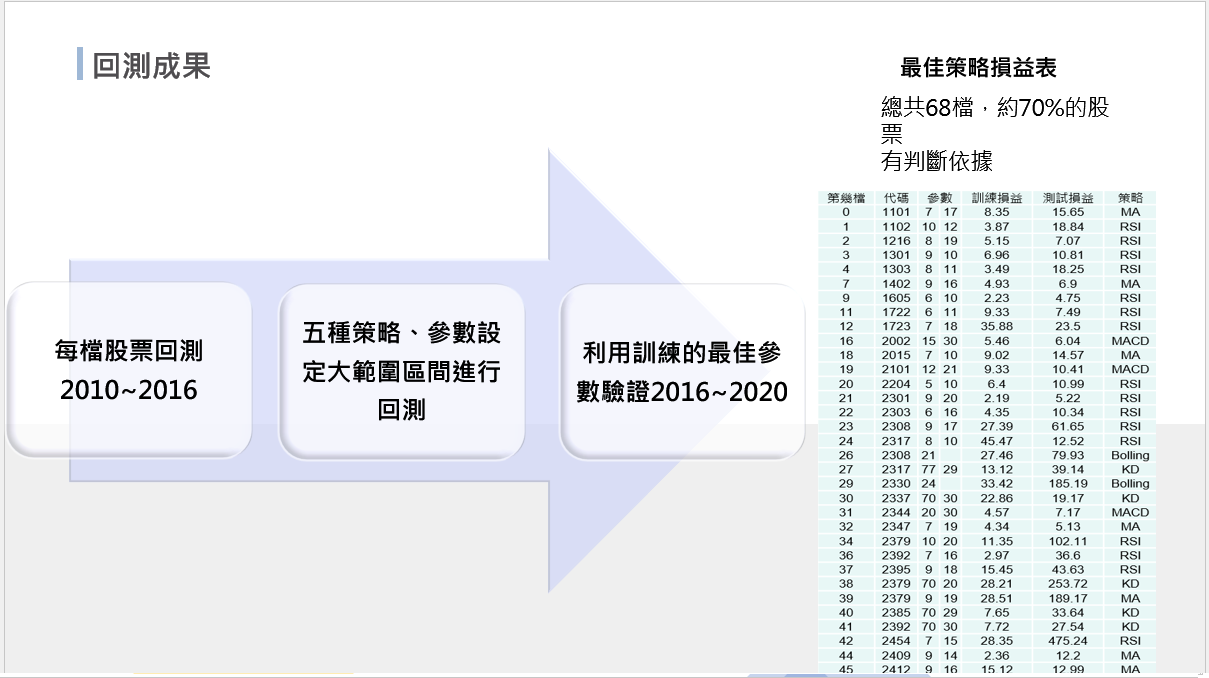 回測成果
每檔股票回測
2010~2016
五種策略、參數設
定大範圍區間進行
回測
利用訓練的最佳參
數驗證2016~2020
最佳策略損益表
總共68檔，約70%的股
票
有判斷依據
第幾檔 代碼 參數 訓練損益 測試損益 策略
0 1101 7 17 8.35 15.65 MA
1 1102 10 12 3.87 18.84 RSI
2 1216 8 19 5.15 7.07 RSI
3 1301 9 10 6.96 10.81 RSI
4 1303 8 11 3.49 18.25 RSI
7 1402 9 16 4.93 6.9 MA
9 1605 6 10 2.23 4.75 RSI
11 1722 6 11 9.33 7.49 RSI
12 1723 7 18 35.88 23.5 RSI
16 2002 15 30 5.46 6.04 MACD
18 2015 7 10 9.02 14.57 MA
19 2101 12 21 9.33 10.41 MACD
20 2204 5 10 6.4 10.99 RSI
21 2301 9 20 2.19 5.22 RSI
22 2303 6 16 4.35 10.34 RSI
23 2308 9 17 27.39 61.65 RSI
24 2317 8 10 45.47 12.52 RSI
26 2308 21 27.46 79.93 Bolling
27 2317 77 29 13.12 39.14 KD
29 2330 24 33.42 185.19 Bolling
30 2337 70 30 22.86 19.17 KD
31 2344 20 30 4.57 7.17 MACD
32 2347 7 19 4.34 5.13 MA
34 2379 10 20 11.35 102.11 RSI
36 2392 7 16 2.97 36.6 RSI
37 2395 9 18 15.45 43.63 RSI
38 2379 70 20 28.21 253.72 KD
39 2379 9 19 28.51 189.17 MA
40 2385 70 29 7.65 33.64 KD
41 2392 70 30 7.72 27.54 KD
42 2454 7 15 28.35 475.24 RSI
44 2409 9 14 2.36 12.2 MA
45 2412 9 16 15.12 12.99 MA